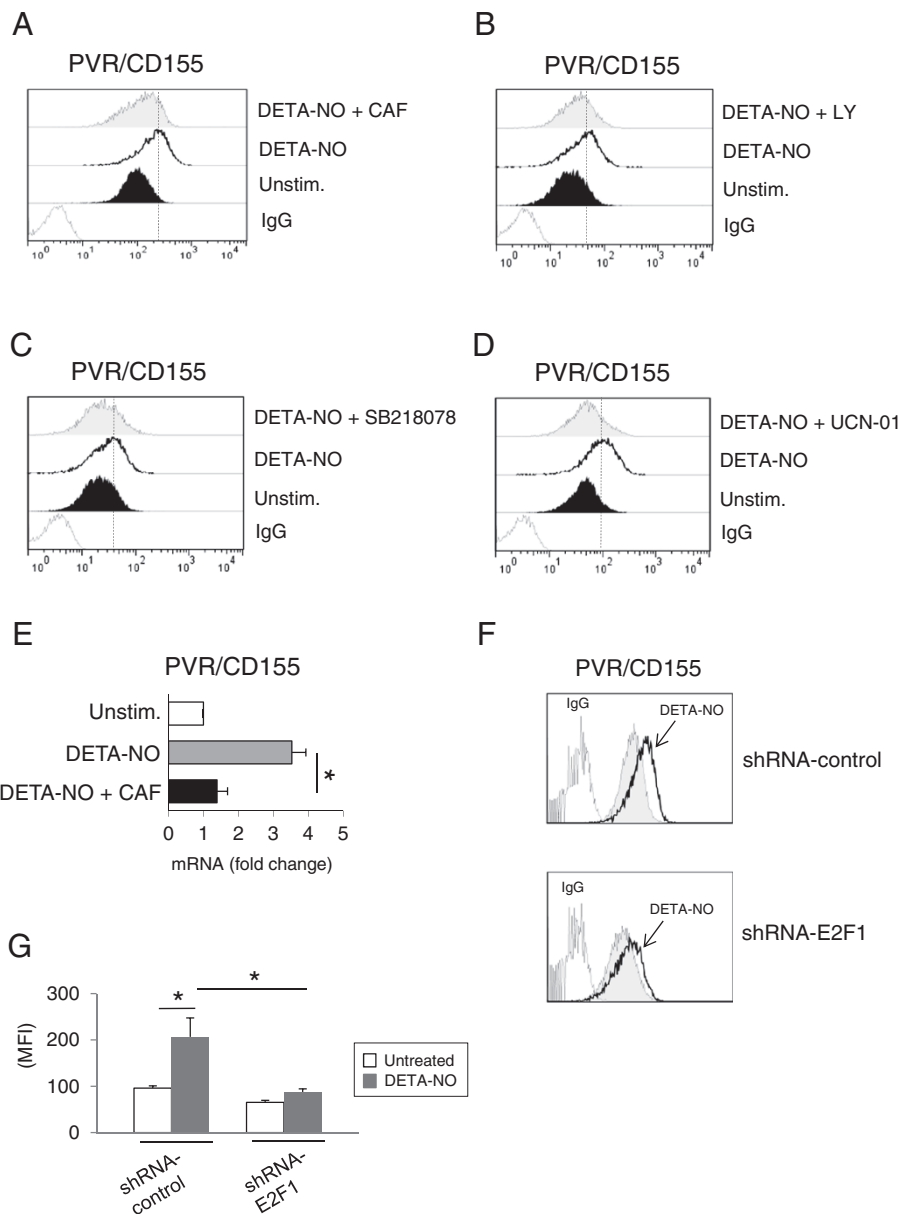 A
PVR/CD155
DETA-NO + CAF
DETA-NO
Unstim.
IgG
10^0 10^1 10^2 10^3 10^4
B
PVR/CD155
DETA-NO + LY
DETA-NO
Unstim.
IgG
10^0 10^1 10^2 10^3 10^4
C
PVR/CD155
DETA-NO + SB218078
DETA-NO
Unstim.
IgG
10^0 10^1 10^2 10^3 10^4
D
PVR/CD155
DETA-NO + UCN-01
DETA-NO
Unstim.
IgG
10^0 10^1 10^2 10^3 10^4
E
PVR/CD155
Unstim.
DETA-NO
DETA-NO + CAF
*
0 1 2 3 4 5
mRNA (fold change)
F
PVR/CD155
IgG
DETA-NO
shRNA-control
IgG
DETA-NO
shRNA-E2F1
G
(MFI)
300
200
100
0
*
*
Untreated
DETA-NO
shRNA-
control
shRNA-
E2F1